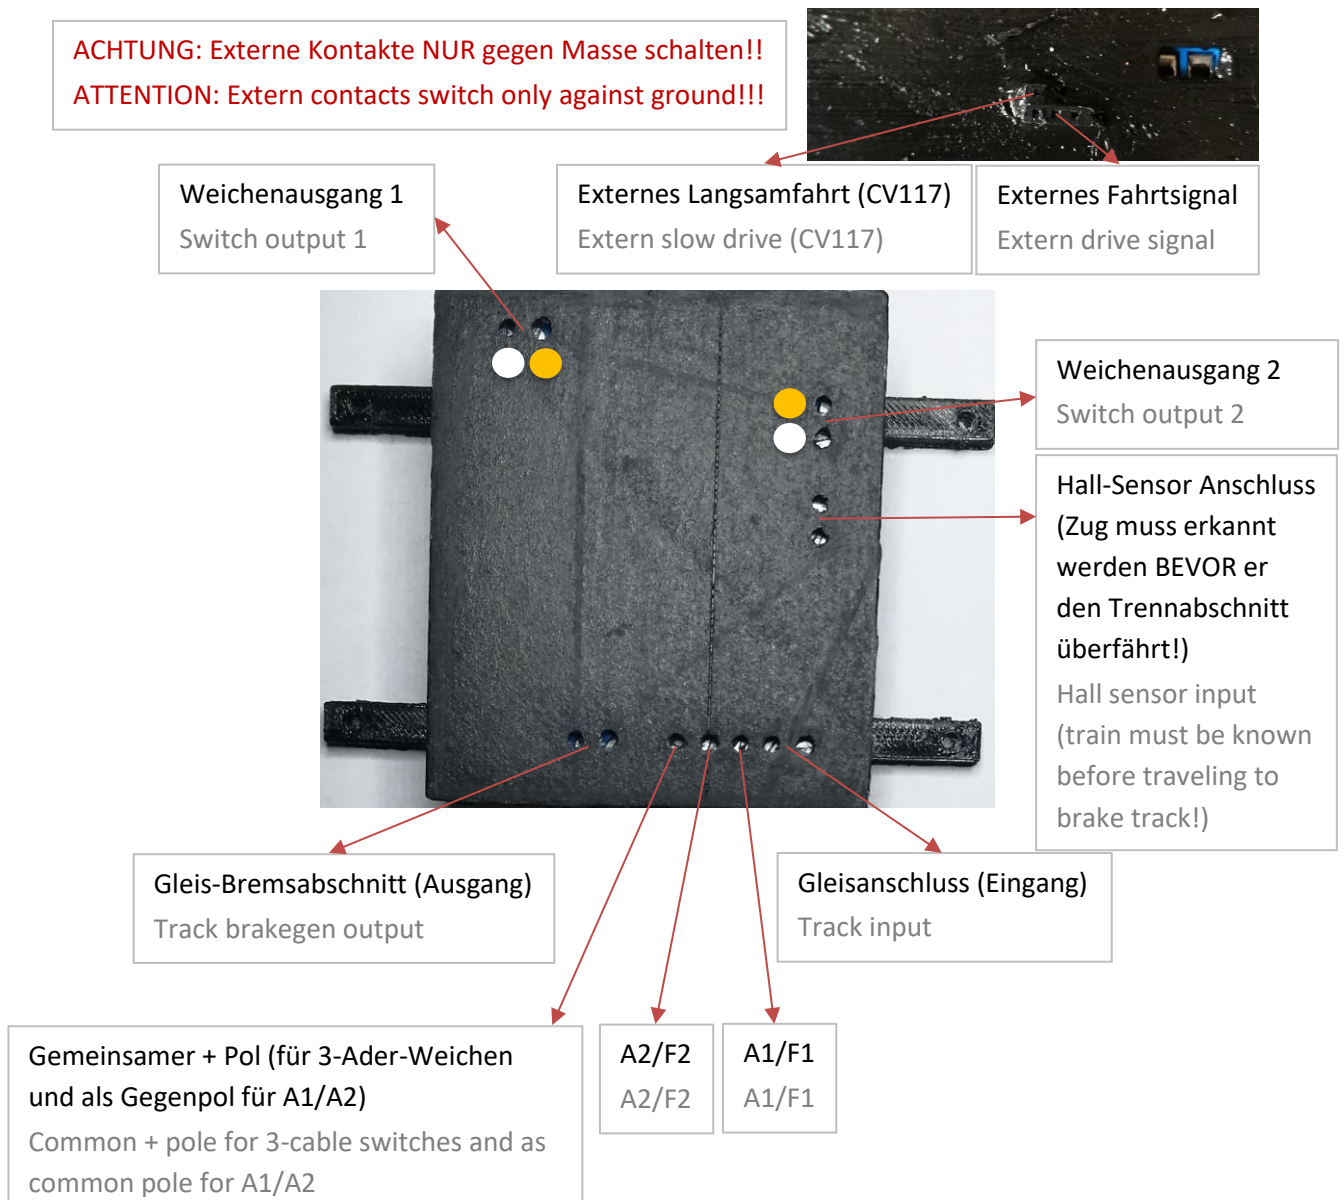 ACHTUNG: Externe Kontakte NUR gegen Masse schalten!!
ATTENTION: Extern contacts switch only against ground!!!
Weichenausgang 1
Switch output 1
Externes Langsamfahrt (CV117)
Extern slow drive (CV117)
Externes Fahrtsignal
Extern drive signal
Weichenausgang 2
Switch output 2
Hall-Sensor Anschluss
(Zug muss erkannt
werden BEVOR er
den Trennabschnitt
überfährt!)
Hall sensor input
(train must be known
before traveling to
brake track!)
Gleis-Bremsabschnitt (Ausgang)
Track brakegen output
Gleisanschluss (Eingang)
Track input
Gemeinsamer + Pol (für 3-Ader-Weichen
und als Gegenpol für A1/A2)
Common + pole for 3-cable switches and as
common pole for A1/A2
A2/F2
A2/F2
A1/F1
A1/F1